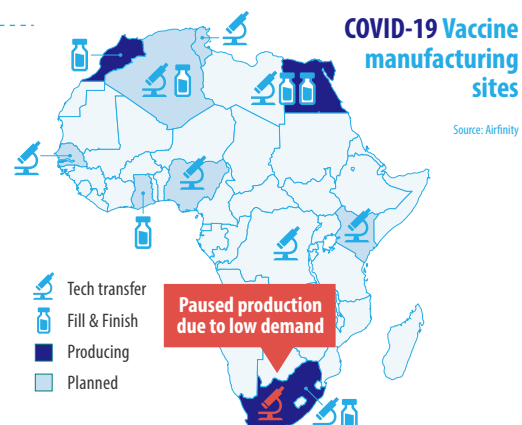 COVID-19 Vaccine
manufacturing
sites
Source: Airfinity
Tech transfer
Fill & Finish
Producing
Planned
Paused production
due to low demand